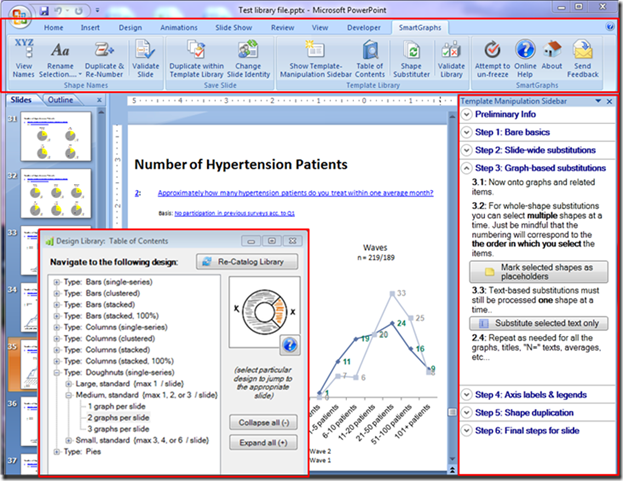 Test library file.pptx - Microsoft PowerPoint
Home Insert Design Animations Slide Show Review View Developer SmartGraphs
XYZ Aa
View Names
Rename Selection....
Duplicate & Re-Number
Validate Slide
Duplicate within Template Library
Change Slide Identity
Show Template-Manipulation Sidebar
Table of Contents
Shape Substituter
Validate Library
Attempt to un-freeze
Online Help
About
Send Feedback
Shape Names Save Slide Template Library SmartGraphs
Slides Outline
31
32
33
34
35
36
37
5 4 3 2 1 0 1 2 3 4 5
Number of Hypertension Patients
2: Approximately how many hypertension patients do you treat within one average month?
Basis: No participation in previous surveys acc. to Q1
Waves
n = 219/189
33
25
24
20
19
16
11
9
7
6
1
1-5 patients
6-10 patients
11-20 patients
21-50 patients
51-100 patients
101+ patients
Wave 2
Wave 1
Design Library: Table of Contents
Navigate to the following design:
Re-Catalog Library
Type: Bars (single-series)
Type: Bars (clustered)
Type: Bars (stacked)
Type: Bars (stacked, 100%)
Type: Columns (single-series)
Type: Columns (clustered)
Type: Columns (stacked)
Type: Columns (stacked, 100%)
Type: Doughnuts (single-series)
Large, standard (max 1 / slide)
Medium, standard (max 1, 2, or 3 / slide)
1 graph per slide
2 graphs per slide
3 graphs per slide
Small, standard (max 3, 4, or 6 / slide)
Type: Pies
X X
(select particular
design to jump to
the appropriate
slide)
Collapse all (-)
Expand all (+)
Template Manipulation Sidebar
Preliminary Info
Step 1: Bare basics
Step 2: Slide-wide substitutions
Step 3: Graph-based substitutions
3.1: Now onto graphs and related
items.
3.2: For whole-shape substitutions
you can select multiple shapes at a
time. Just be mindful that the
numbering will correspond to the
the order in which you select the
items.
Mark selected shapes as
placeholders
3.3: Text-based substitutions must
still be processed one shape at a
time..
Substitute selected text only
2.4: Repeat as needed for all the
graphs, titles, "N=" texts, averages,
etc...
Step 4: Axis labels & legends
Step 5: Shape duplication
Step 6: Final steps for slide